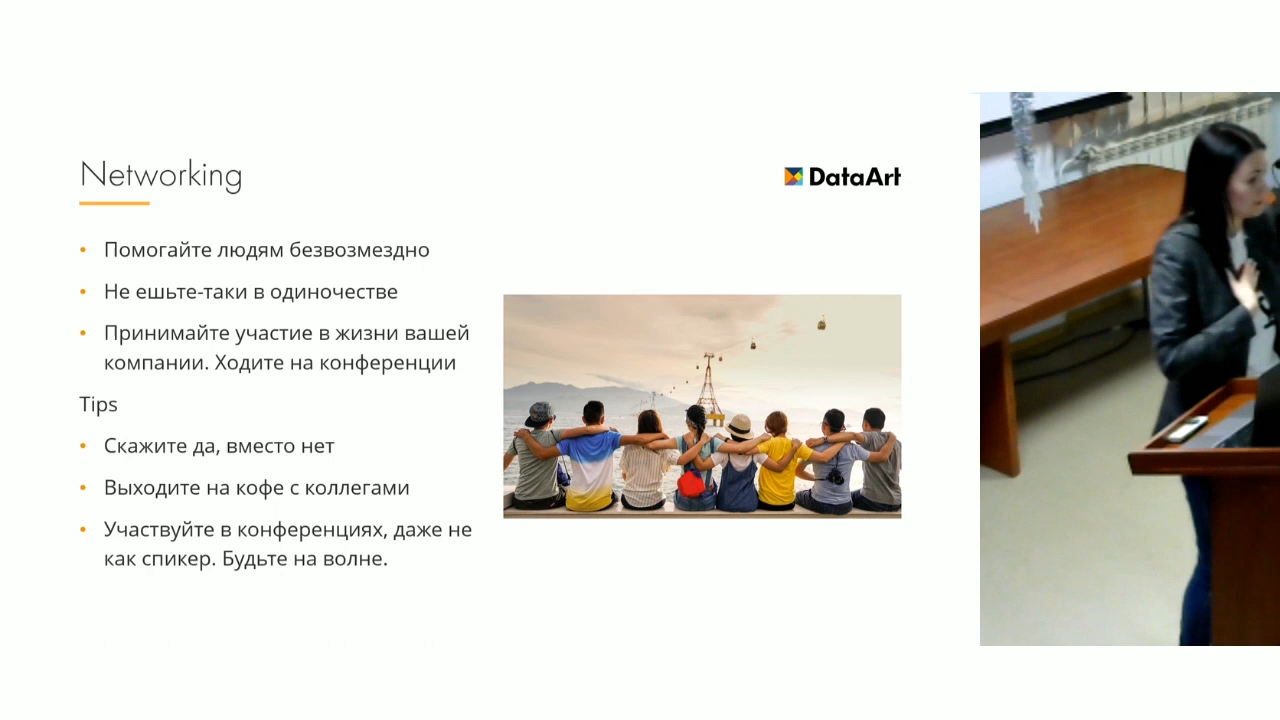 Networking
DataArt
Помогайте людям безвозмездно
Не ешьте-таки в одиночестве
Принимайте участие в жизни вашей
компании. Ходите на конференции
Tips
Скажите да, вместо нет
Выходите на кофе с коллегами
Участвуйте в конференциях, даже не
как спикер. Будьте на волне.